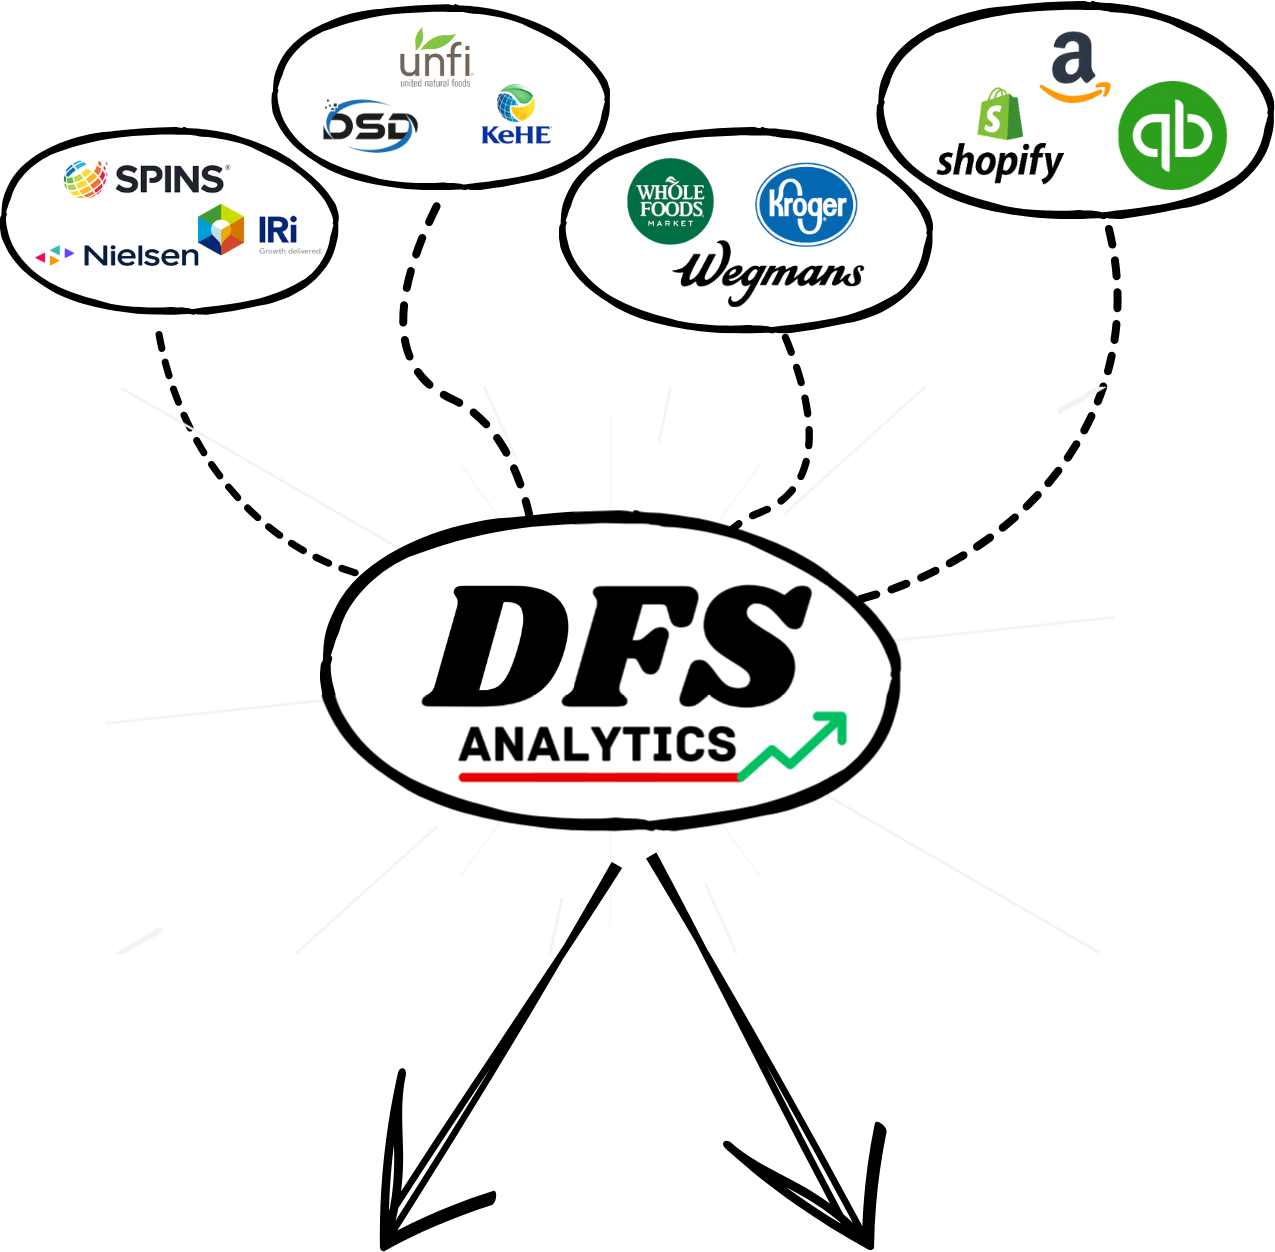 unfi
united natural foods
DSD
KeHE
a
shopify
qb
SPINS®
Nielsen
IRi
Growth delivered.
WHOLE
FOODS
MARKET
Kroger
Wegmans
DFS
ANALYTICS